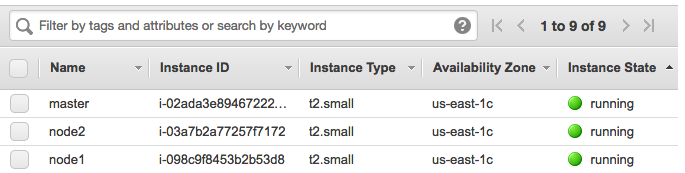 Filter by tags and attributes or search by keyword ? 1 to 9 of 9
Name Instance ID Instance Type Availability Zone Instance State
master i-02ada3e89467222... t2.small us-east-1c running
node2 i-03a7b2a77257f7172 t2.small us-east-1c running
node1 i-098c9f8453b2b53d8 t2.small us-east-1c running